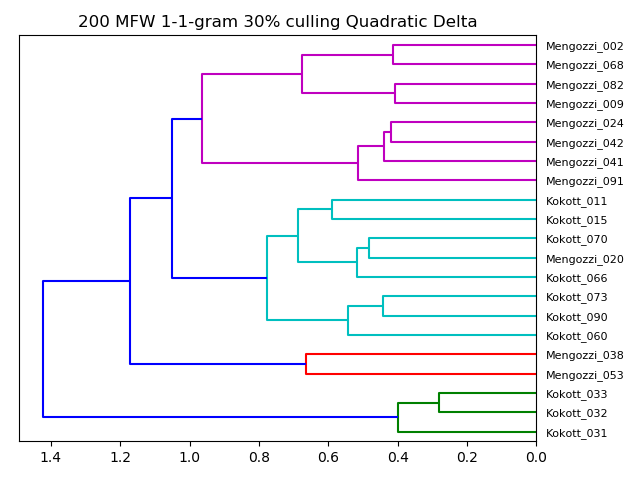 200 MFW 1-1-gram 30% culling Quadratic Delta
Mengozzi_002
Mengozzi_068
Mengozzi_082
Mengozzi_009
Mengozzi_024
Mengozzi_042
Mengozzi_041
Mengozzi_091
Kokott_011
Kokott_015
Kokott_070
Mengozzi_020
Kokott_066
Kokott_073
Kokott_090
Kokott_060
Mengozzi_038
Mengozzi_053
Kokott_033
Kokott_032
Kokott_031
1.4 1.2 1.0 0.8 0.6 0.4 0.2 0.0